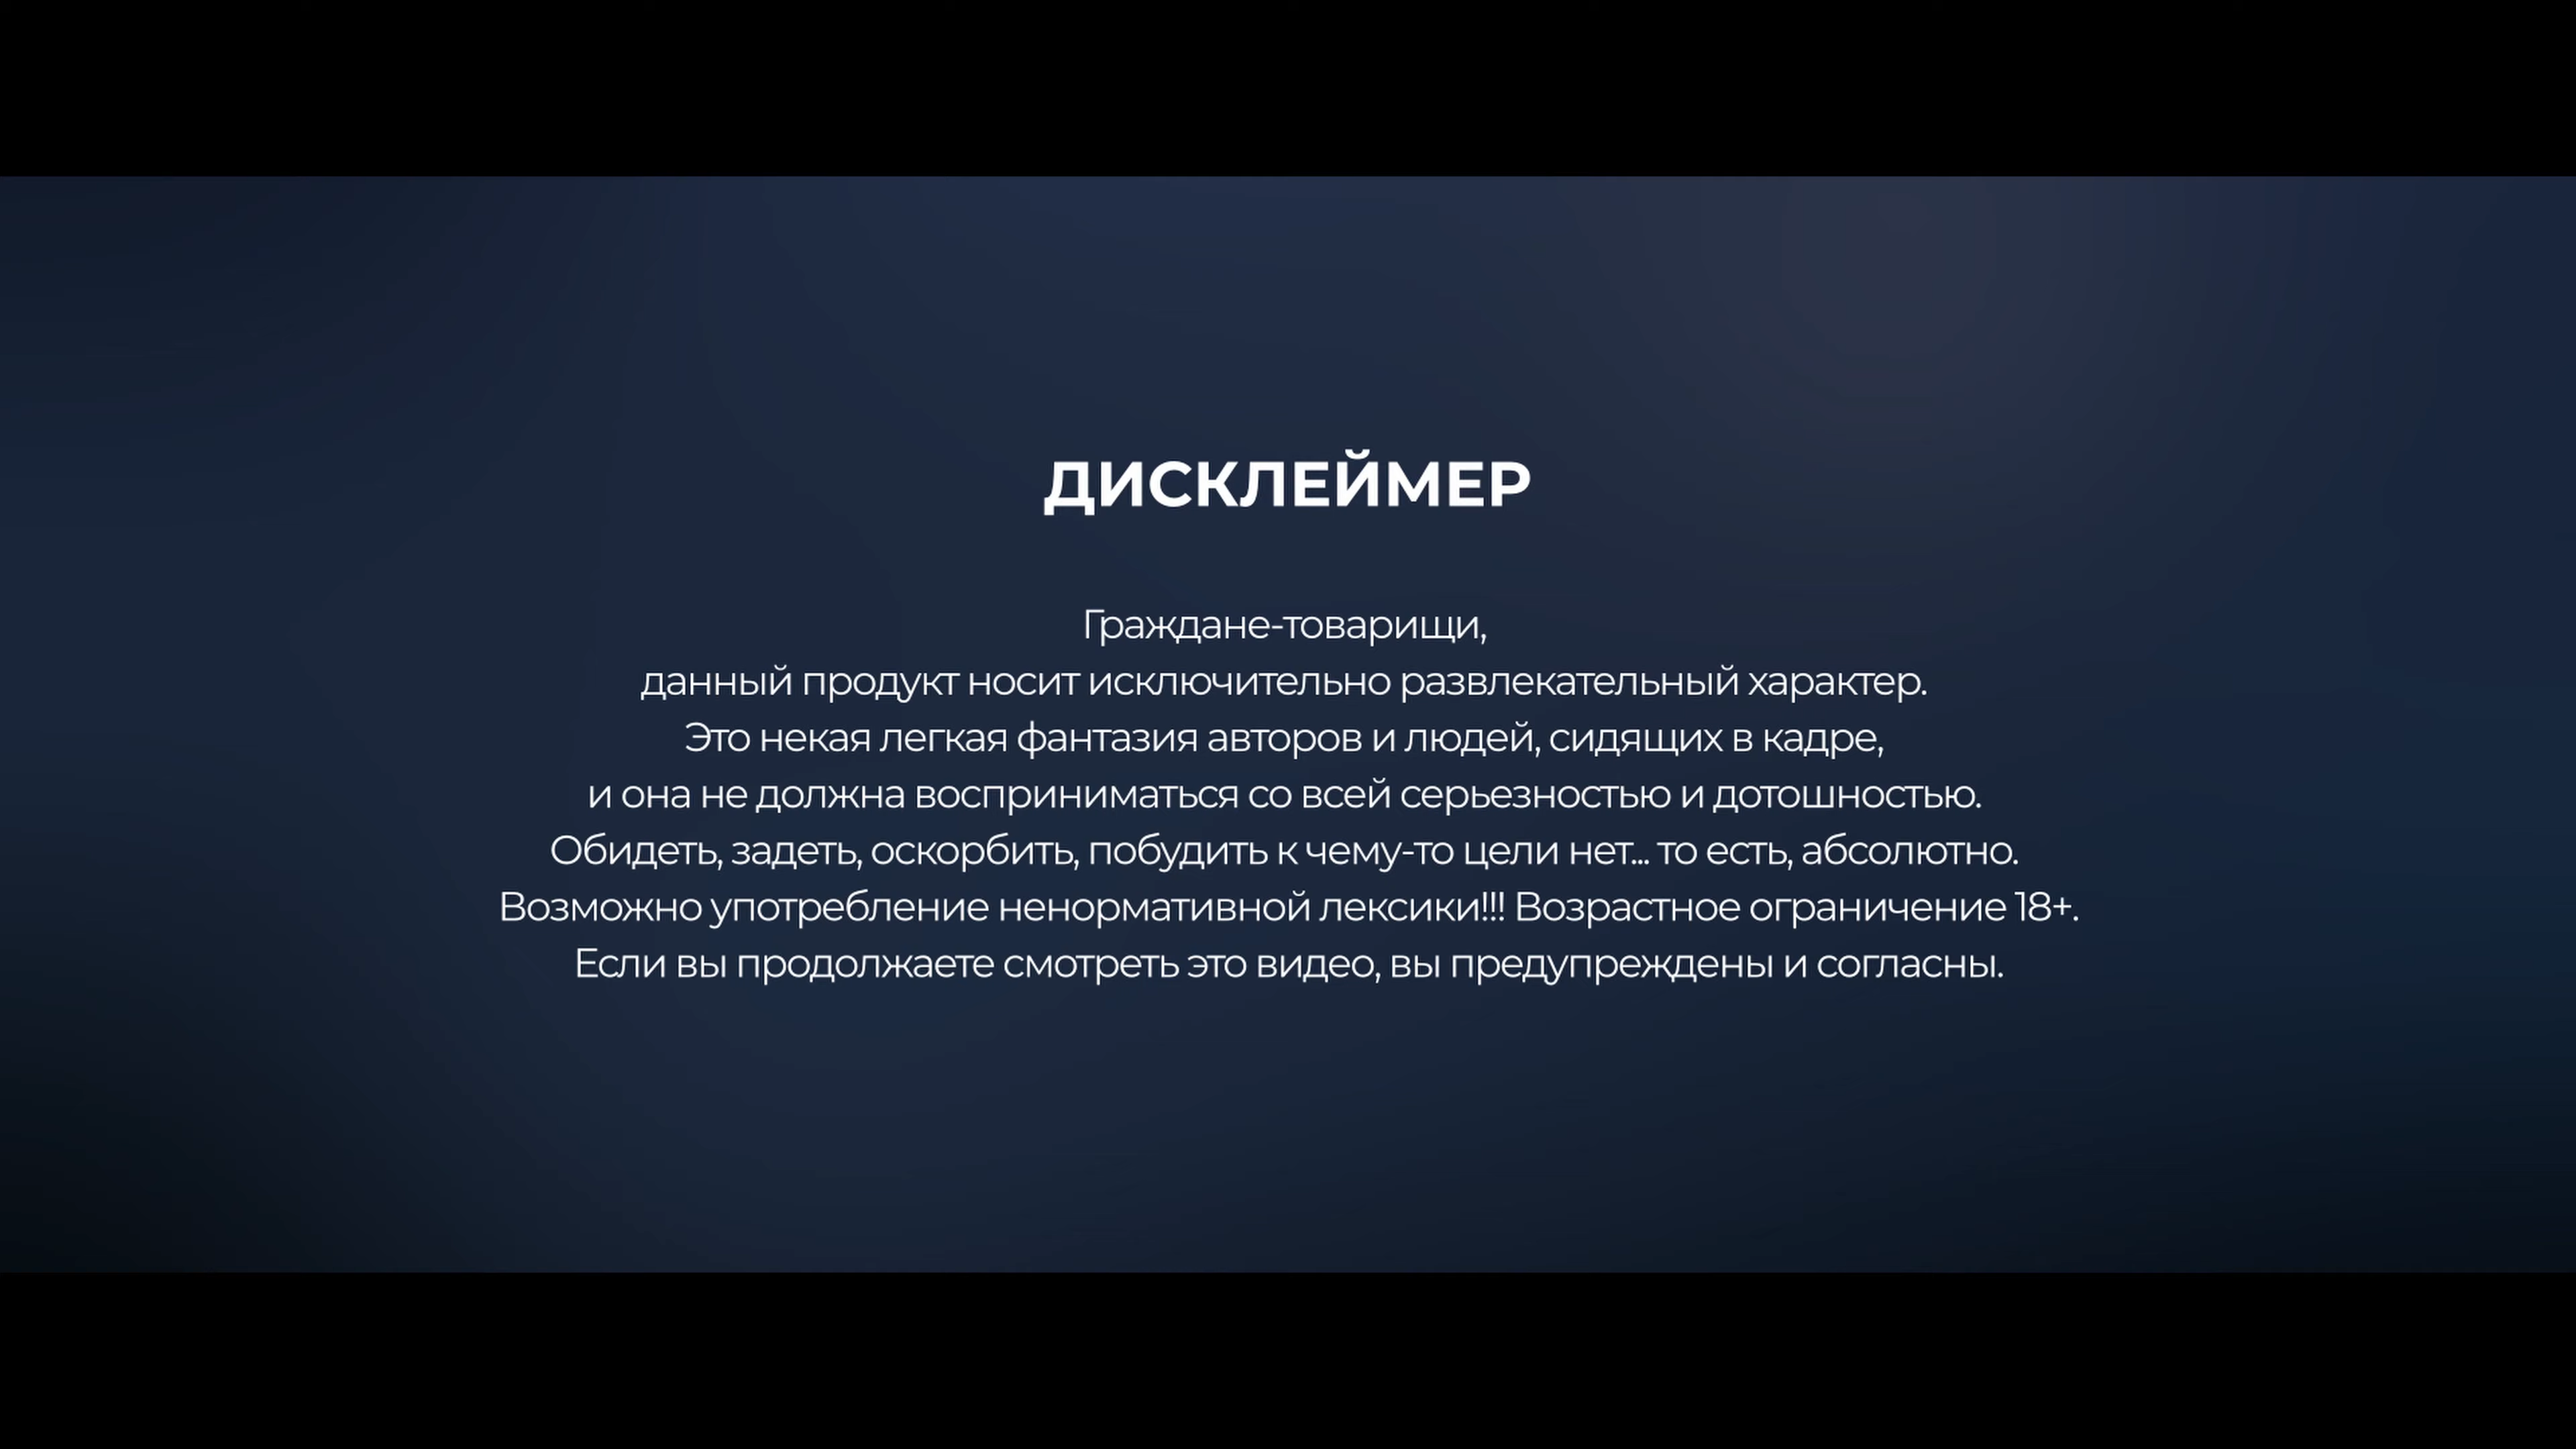 ДИСКЛЕЙМЕР
Граждане-товарищи,
данный продукт носит исключительно развлекательный характер.
Это некая легкая фантазия авторов и людей, сидящих в кадре,
и она не должна восприниматься со всей серьезностью и дотошностью.
Обидеть, задеть, оскорбить, побудить к чему-то цели нет... то есть, абсолютно.
Возможно употребление ненормативной лексики!!! Возрастное ограничение 18+.
Если вы продолжаете смотреть это видео, вы предупреждены и согласны.